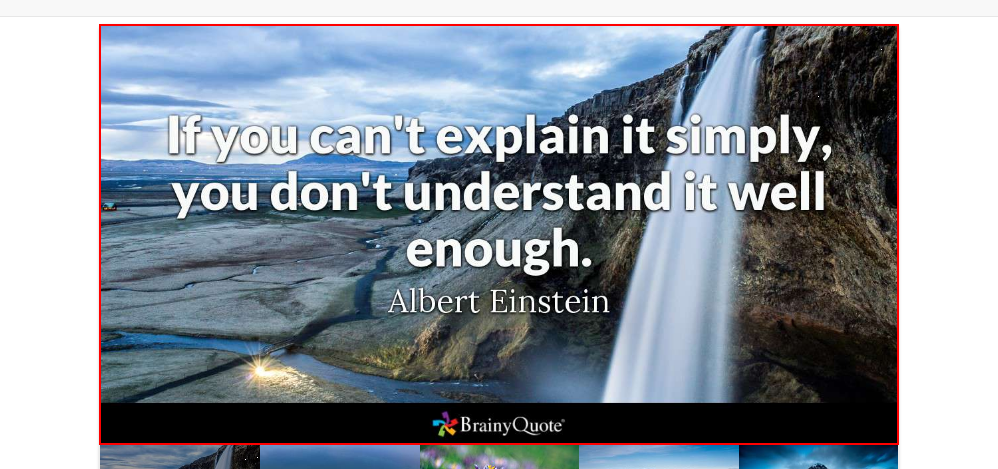 If you can't explain it simply,
you don't understand it well
enough.
Albert Einstein
BrainyQuote®